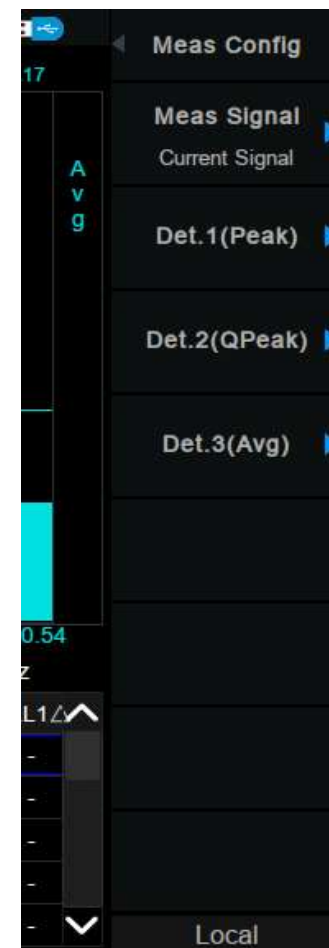 17
Avg
0.54
z
L1△
-
-
-
-
-
Meas Config
Meas Signal
Current Signal
Det.1(Peak)
Det.2(QPeak)
Det.3(Avg)
Local